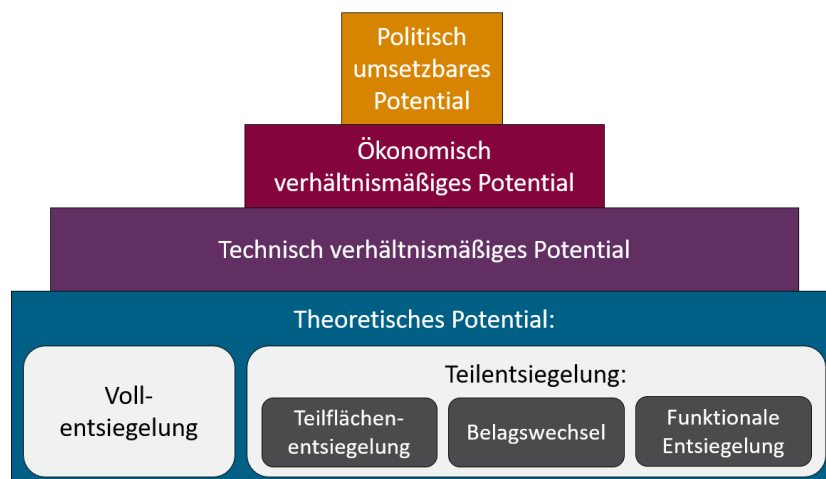 Politisch
umsetzbares
Potential
Ökonomisch
verhältnismäßiges Potential
Technisch verhältnismäßiges Potential
Theoretisches Potential:
Voll-
entsiegelung
Teilentsiegelung:
Teilflächen-
entsiegelung
Belagswechsel
Funktionale
Entsiegelung